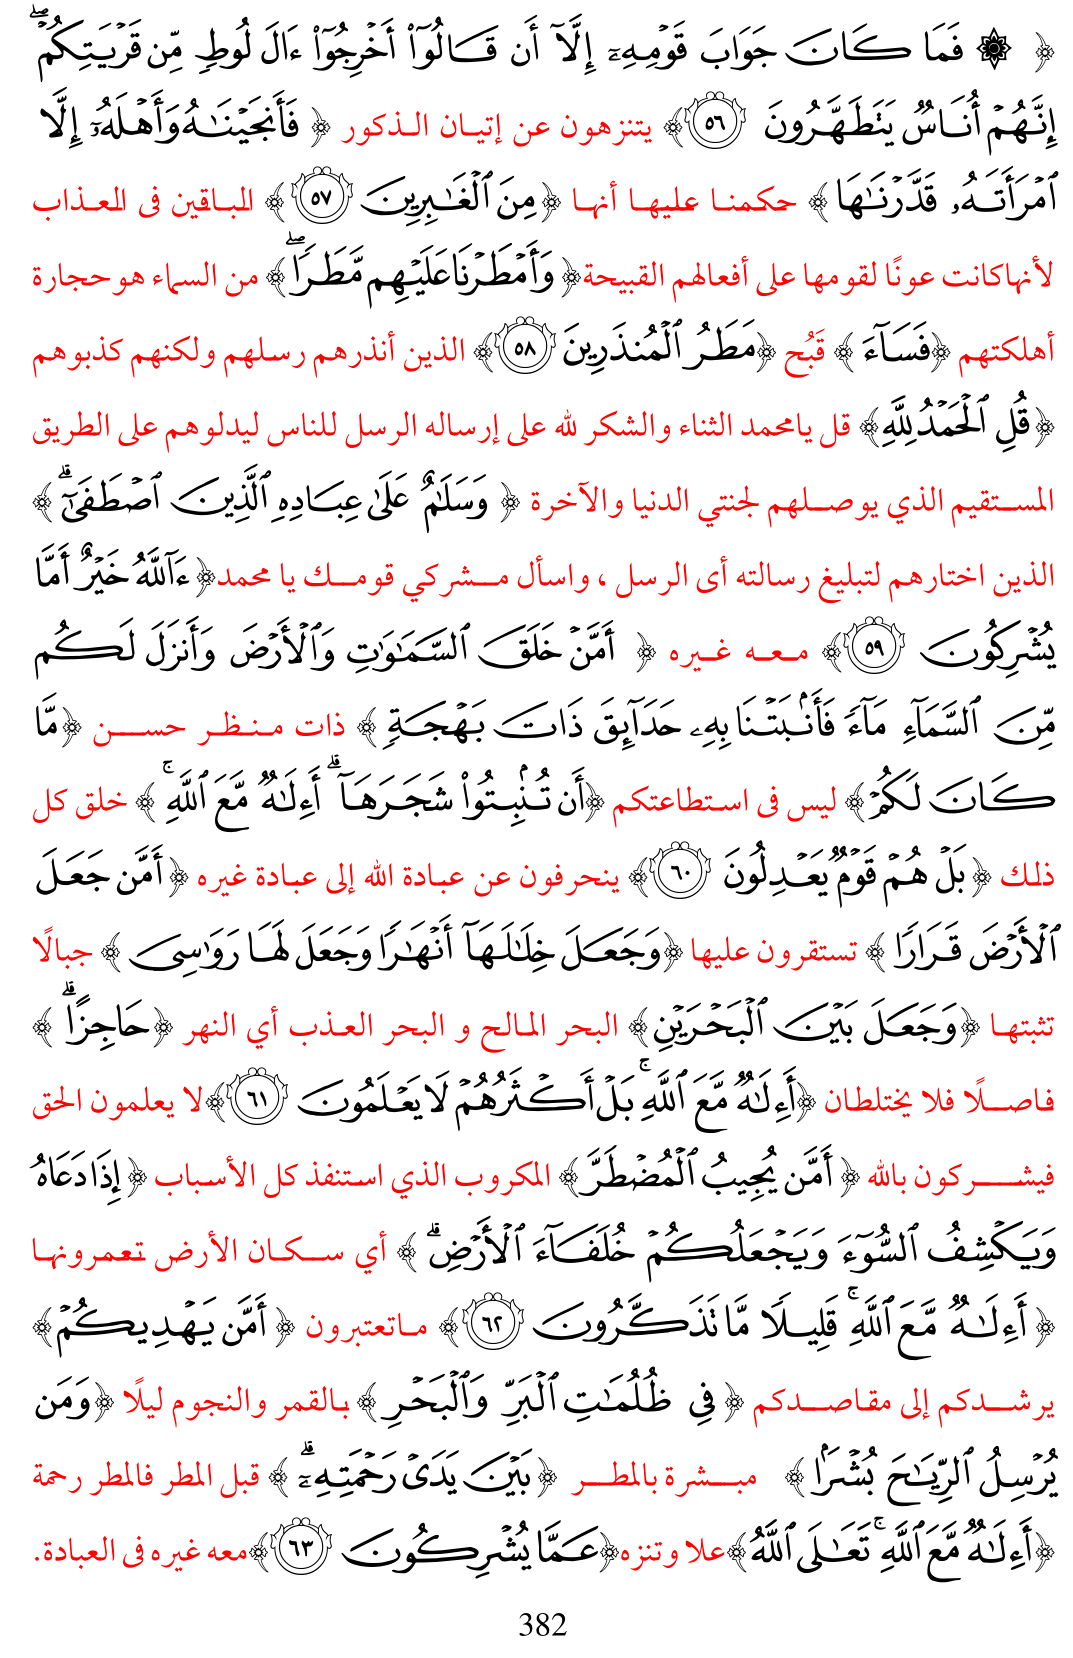 ﴿ ۞ فَمَا كَانَ جَوَابَ قَوْمِهِۦٓ إِلَّآ أَن قَالُوٓا۟ أَخْرِجُوٓا۟ ءَالَ لُوطٍ مِّن قَرْيَتِكُمْ ۖ
إِنَّهُمْ أُنَاسٌ يَتَطَهَّرُونَ ٥٦ ﴾ يتنزهون عن إتيان الذكور ﴿ فَأَنجَيْنَٰهُ وَأَهْلَهُۥٓ إِلَّا
ٱمْرَأَتَهُۥ قَدَّرْنَٰهَا ﴾ حكمنا عليها أنها ﴿ مِنَ ٱلْغَٰبِرِينَ ٥٧ ﴾ الباقين فى العذاب
لأنهاكانت عونًا لقومها على أفعالهم القبيحة ﴿ وَأَمْطَرْنَا عَلَيْهِم مَّطَرًا ۖ ﴾ من السماء هو حجارة
أهلكتهم ﴿ فَسَآءَ ﴾ قَبُح ﴿ مَطَرُ ٱلْمُنذَرِينَ ٥٨ ﴾ الذين أنذرهم رسلهم ولكنهم كذبوهم
﴿ قُلِ ٱلْحَمْدُ لِلَّهِ ﴾ قل يامحمد الثناء والشكر لله على إرساله الرسل للناس ليدلوهم على الطريق
المستقيم الذي يوصلهم لجنتي الدنيا والآخرة ﴿ وَسَلَٰمٌ عَلَىٰ عِبَادِهِ ٱلَّذِينَ ٱصْطَفَىٰٓ ۗ ﴾
الذين اختارهم لتبليغ رسالته أى الرسل ، واسأل مشركي قومك يا محمد ﴿ ءَآللَّهُ خَيْرٌ أَمَّا
يُشْرِكُونَ ٥٩ ﴾ معه غيره ﴿ أَمَّنْ خَلَقَ ٱلسَّمَٰوَٰتِ وَٱلْأَرْضَ وَأَنزَلَ لَكُم
مِّنَ ٱلسَّمَآءِ مَآءً فَأَنۢبَتْنَا بِهِۦ حَدَآئِقَ ذَاتَ بَهْجَةٍ ﴾ ذات منظر حسن ﴿ مَّا
كَانَ لَكُمْ ﴾ ليس فى استطاعتكم ﴿ أَن تُنۢبِتُوا۟ شَجَرَهَآ ۗ أَءِلَٰهٌ مَّعَ ٱللَّهِ ۚ ﴾ خلق كل
ذلك ﴿ بَلْ هُمْ قَوْمٌ يَعْدِلُونَ ٦٠ ﴾ ينحرفون عن عبادة الله إلى عبادة غيره ﴿ أَمَّن جَعَلَ
ٱلْأَرْضَ قَرَارًا ﴾ تستقرون عليها ﴿ وَجَعَلَ خِلَٰلَهَآ أَنْهَٰرًا وَجَعَلَ لَهَا رَوَٰسِىَ ﴾ جبالًا
تثبتها ﴿ وَجَعَلَ بَيْنَ ٱلْبَحْرَيْنِ ﴾ البحر المالح و البحر العذب أي النهر ﴿ حَاجِزًا ۗ ﴾
فاصلًا فلا يختلطان ﴿ أَءِلَٰهٌ مَّعَ ٱللَّهِ ۚ بَلْ أَكْثَرُهُمْ لَا يَعْلَمُونَ ٦١ ﴾ لا يعلمون الحق
فيشركون بالله ﴿ أَمَّن يُجِيبُ ٱلْمُضْطَرَّ ﴾ المكروب الذي استنفذ كل الأسباب ﴿ إِذَا دَعَاهُ
وَيَكْشِفُ ٱلسُّوٓءَ وَيَجْعَلُكُمْ خُلَفَآءَ ٱلْأَرْضِ ۗ ﴾ أي سكان الأرض تعمرونها
﴿ أَءِلَٰهٌ مَّعَ ٱللَّهِ ۚ قَلِيلًا مَّا تَذَكَّرُونَ ٦٢ ﴾ ماتعتبرون ﴿ أَمَّن يَهْدِيكُمْ ﴾
يرشدكم إلى مقاصدكم ﴿ فِى ظُلُمَٰتِ ٱلْبَرِّ وَٱلْبَحْرِ ﴾ بالقمر والنجوم ليلًا ﴿ وَمَن
يُرْسِلُ ٱلرِّيَٰحَ بُشْرًۢا ﴾ مبشرة بالمطر ﴿ بَيْنَ يَدَىْ رَحْمَتِهِۦٓ ۗ ﴾ قبل المطر فالمطر رحمة
﴿ أَءِلَٰهٌ مَّعَ ٱللَّهِ ۚ تَعَٰلَى ٱللَّهُ ﴾ علا وتنزه ﴿ عَمَّا يُشْرِكُونَ ٦٣ ﴾ معه غيره فى العبادة.
382